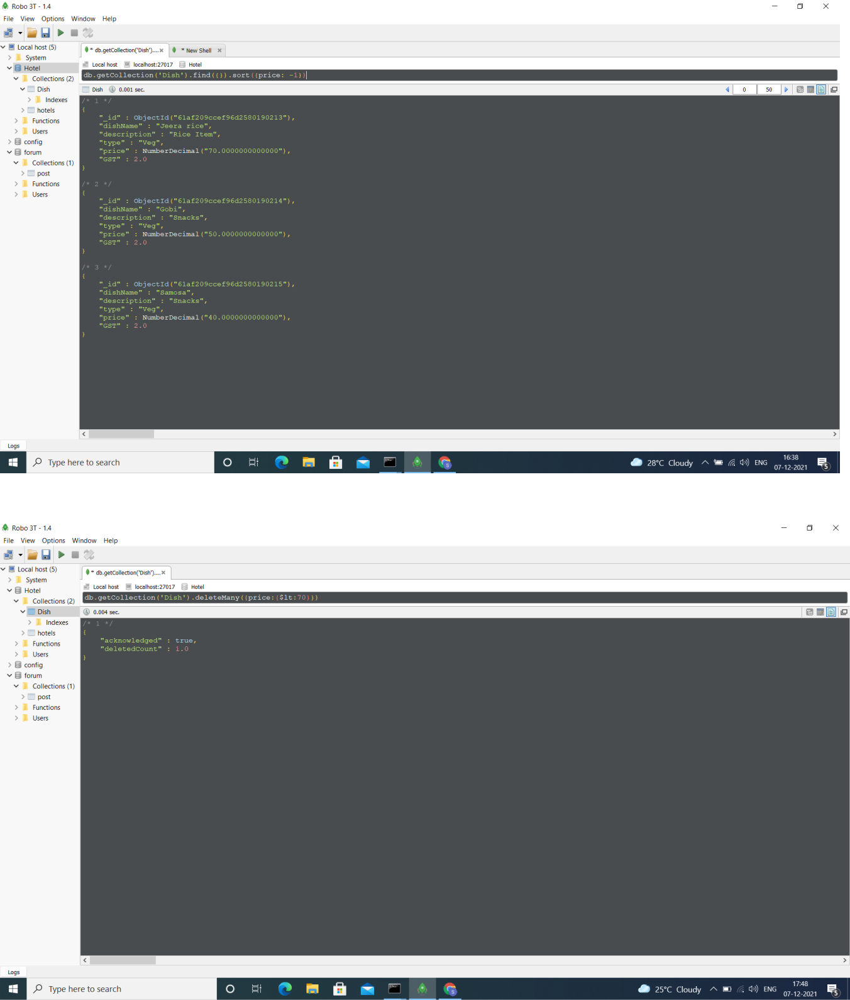 Robo 3T - 1.4
File View Options Window Help
Local host (5)
System
Hotel
Collections (2)
Dish
Indexes
hotels
Functions
Users
config
forum
Collections (1)
post
Functions
Users
* db.getCollection('Dish')....
* New Shell
Local host localhost:27017 Hotel
db.getCollection('Dish').find({}).sort({price: -1})
Dish 0.001 sec.
0 50
/* 1 */
{
"_id" : ObjectId("61af209ccef96d2580190213"),
"dishName" : "Jeera rice",
"description" : "Rice Item",
"type" : "Veg",
"price" : NumberDecimal("70.0000000000000"),
"GST" : 2.0
}
/* 2 */
{
"_id" : ObjectId("61af209ccef96d2580190214"),
"dishName" : "Gobi",
"description" : "Snacks",
"type" : "Veg",
"price" : NumberDecimal("50.0000000000000"),
"GST" : 2.0
}
/* 3 */
{
"_id" : ObjectId("61af209ccef96d2580190215"),
"dishName" : "Samosa",
"description" : "Snacks",
"type" : "Veg",
"price" : NumberDecimal("40.0000000000000"),
"GST" : 2.0
}
Logs
Type here to search
28°C Cloudy
ENG
16:38
07-12-2021
5
Robo 3T - 1.4
File View Options Window Help
Local host (5)
System
Hotel
Collections (2)
Dish
Indexes
hotels
Functions
Users
config
forum
Collections (1)
post
Functions
Users
* db.getCollection('Dish')....
Local host localhost:27017 Hotel
db.getCollection('Dish').deleteMany({price:{$lt:70}})
0.004 sec.
/* 1 */
{
"acknowledged" : true,
"deletedCount" : 1.0
}
Logs
Type here to search
25°C Cloudy
ENG
17:48
07-12-2021
5